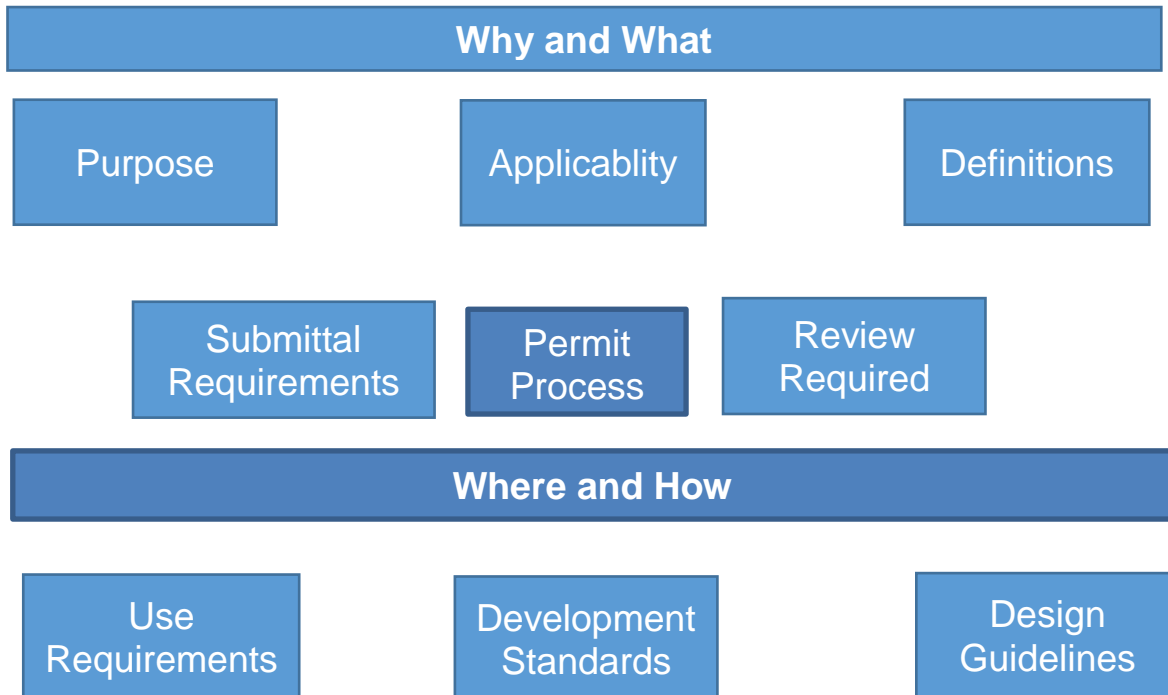 Why and What
Purpose
Applicablity
Definitions
Submittal
Requirements
Permit
Process
Review
Required
Where and How
Use
Requirements
Development
Standards
Design
Guidelines